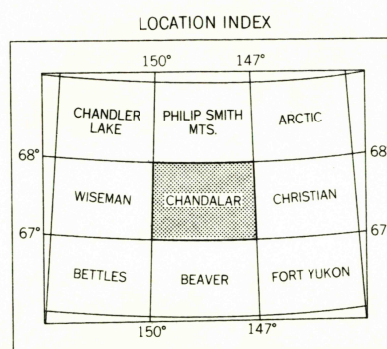 LOCATION INDEX
150° 147°
CHANDLER LAKE PHILIP SMITH MTS. ARCTIC
68° 68
WISEMAN CHANDALAR CHRISTIAN
67° 67
BETTLES BEAVER FORT YUKON
150° 147°